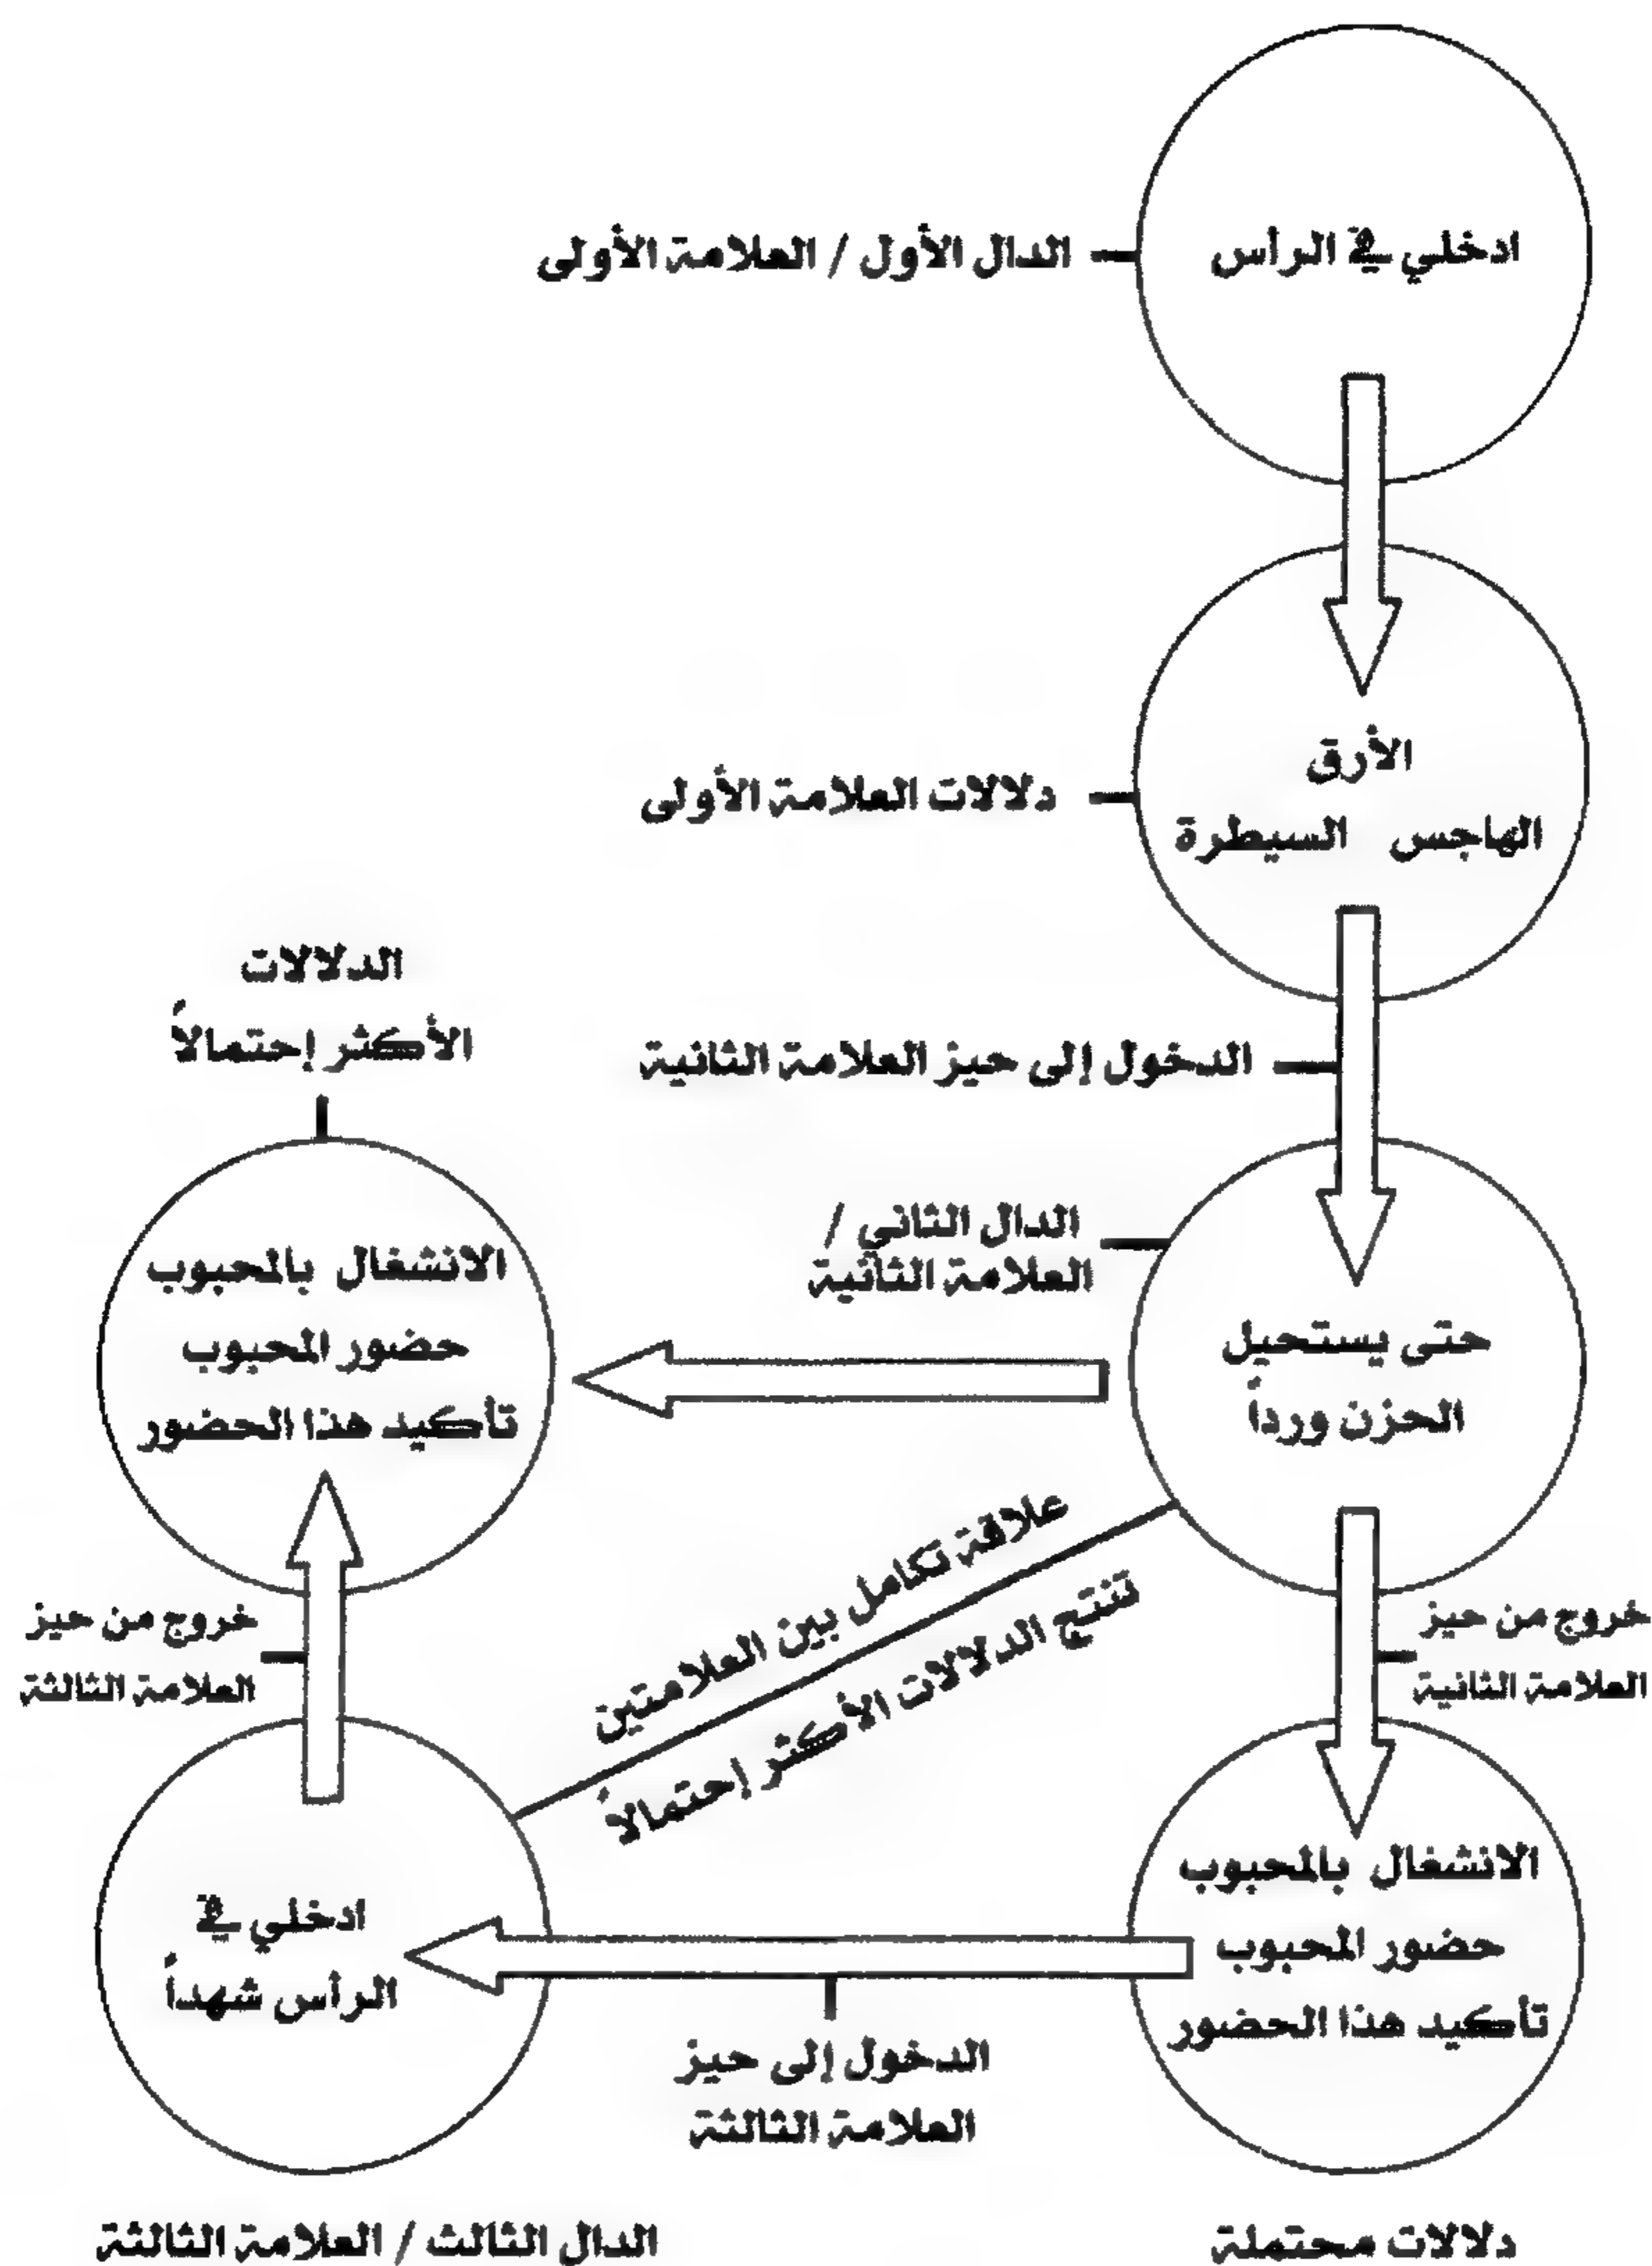 ادخلي في الرأس
الدال الأول / العلامة الأولى
الأرق
الهاجس السيطرة
دلالات العلامة الأولى
الدخول إلى حيز العلامة الثانية
الدال الثاني /
العلامة الثانية
حتى يستحيل
الحزن ورداً
الدلالات
الأكثر إحتمالاً
الانشغال بالمحبوب
حضور المحبوب
تأكيد هذا الحضور
علاقة تكامل بين العلامتين
تنتج الدلالات الأكثر إحتمالاً
خروج من حيز
العلامة الثانية
خروج من حيز
العلامة الثالثة
الانشغال بالمحبوب
حضور المحبوب
تأكيد هذا الحضور
ادخلي في
الرأس شهداً
الدخول إلى حيز
العلامة الثالثة
دلالات محتملة
الدال الثالث / العلامة الثالثة